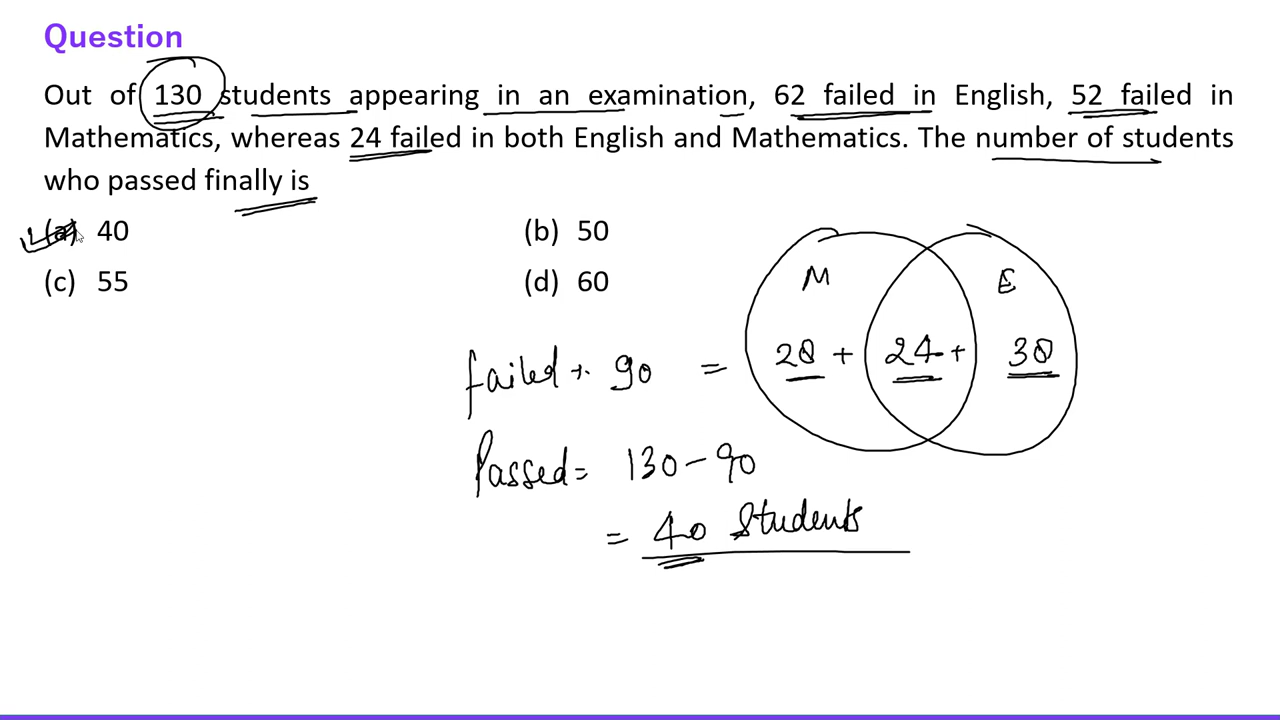 Question
Out of 130 students appearing in an examination, 62 failed in English, 52 failed in
Mathematics, whereas 24 failed in both English and Mathematics. The number of students
who passed finally is
(a) 40
(b) 50
(c) 55
(d) 60
M
E
failed → 90 = 28 + 24 + 38
Passed = 130 - 90
= 40 Students